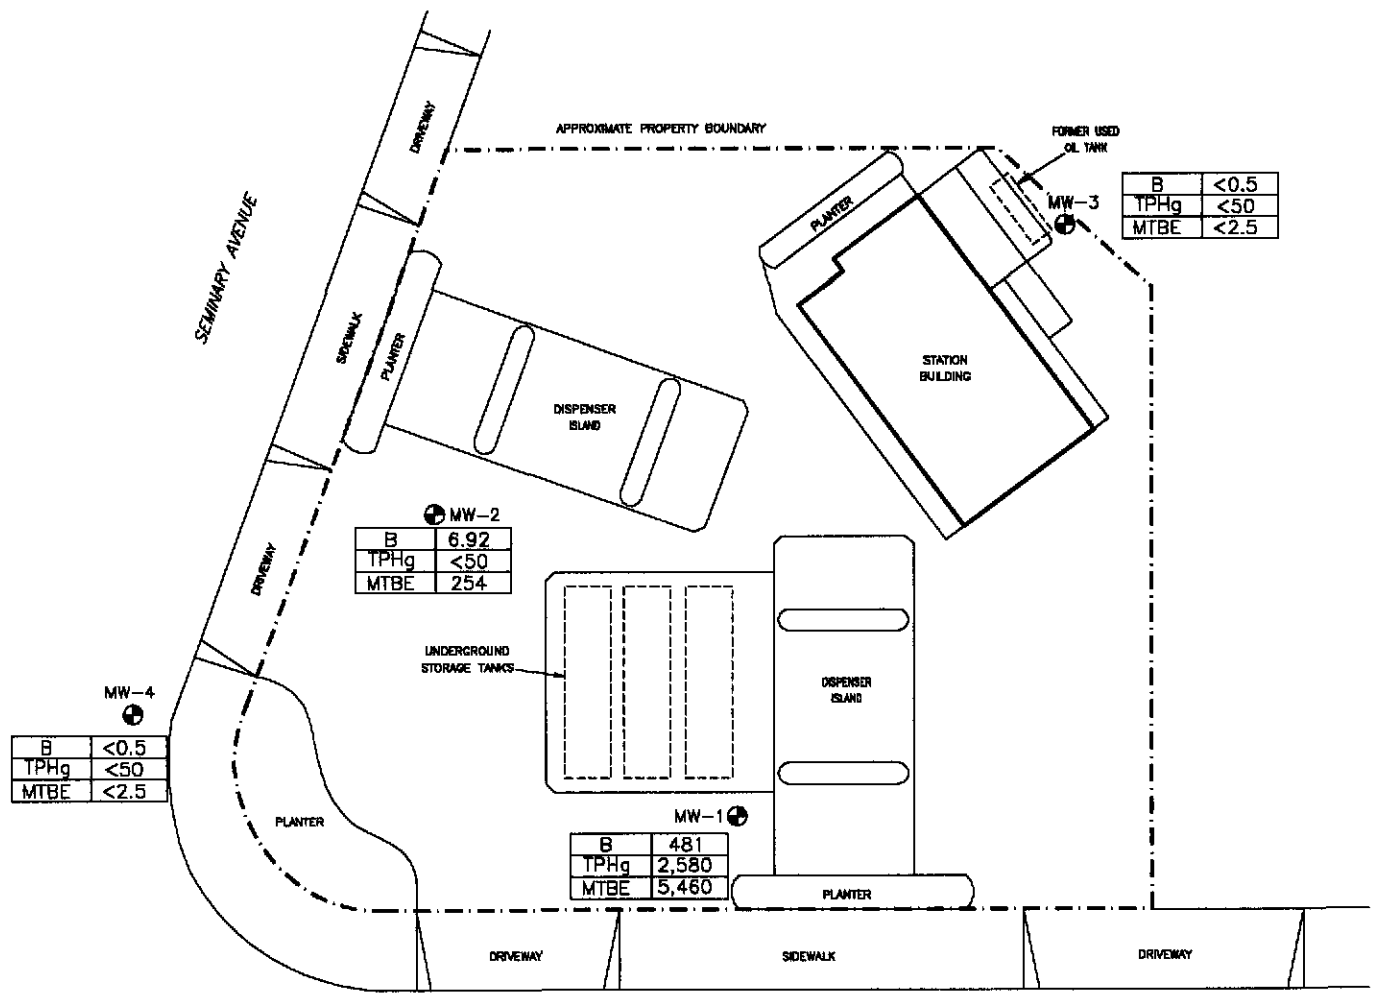 DRIVEWAY
APPROXIMATE PROPERTY BOUNDARY
FORMER USED
OIL TANK
MW-3
B <0.5
TPHg <50
MTBE <2.5
PLANTER
SEMINARY AVENUE
SIDEWALK
PLANTER
STATION
BUILDING
DISPENSER
ISLAND
MW-2
B 6.92
TPHg <50
MTBE 254
DRIVEWAY
UNDERGROUND
STORAGE TANKS
DISPENSER
ISLAND
MW-4
B <0.5
TPHg <50
MTBE <2.5
PLANTER
MW-1
B 481
TPHg 2,580
MTBE 5,460
PLANTER
DRIVEWAY
SIDEWALK
DRIVEWAY